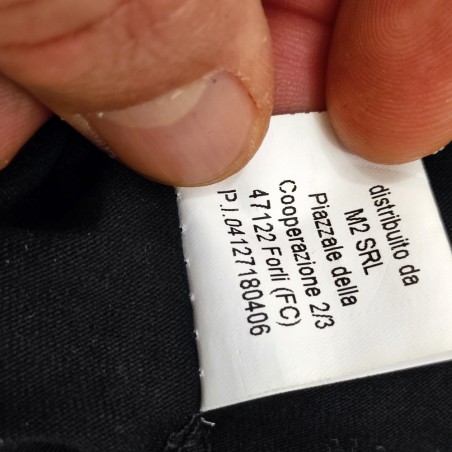 distribuito da
M2 SRL
Piazzale della
Cooperazione 2/3
47122 Forlì (FC)
P.I.04127180406